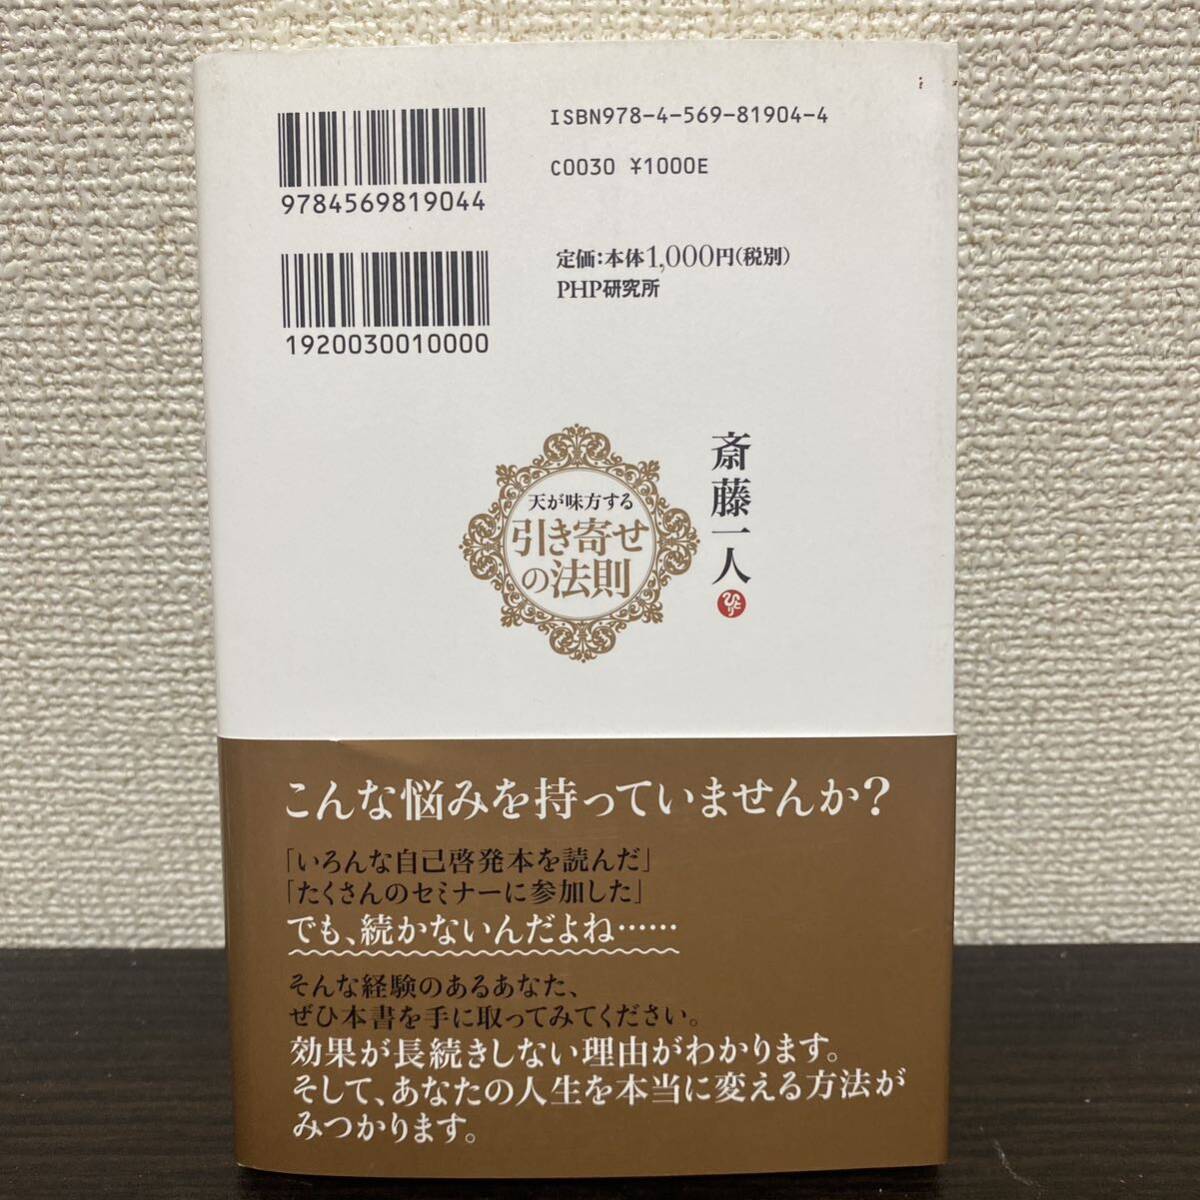 ISBN978-4-569-81904-4
C0030 ¥1000E
9784569819044
定価：本体1,000円(税別)
PHP研究所
1920030010000
斎藤一人
ひとり
天が味方する
引き寄せ
の法則
こんな悩みを持っていませんか？
「いろんな自己啓発本を読んだ」
「たくさんのセミナーに参加した」
でも、続かないんだよね……
そんな経験のあるあなた、
ぜひ本書を手に取ってみてください。
効果が長続きしない理由がわかります。
そして、あなたの人生を本当に変える方法が
みつかります。